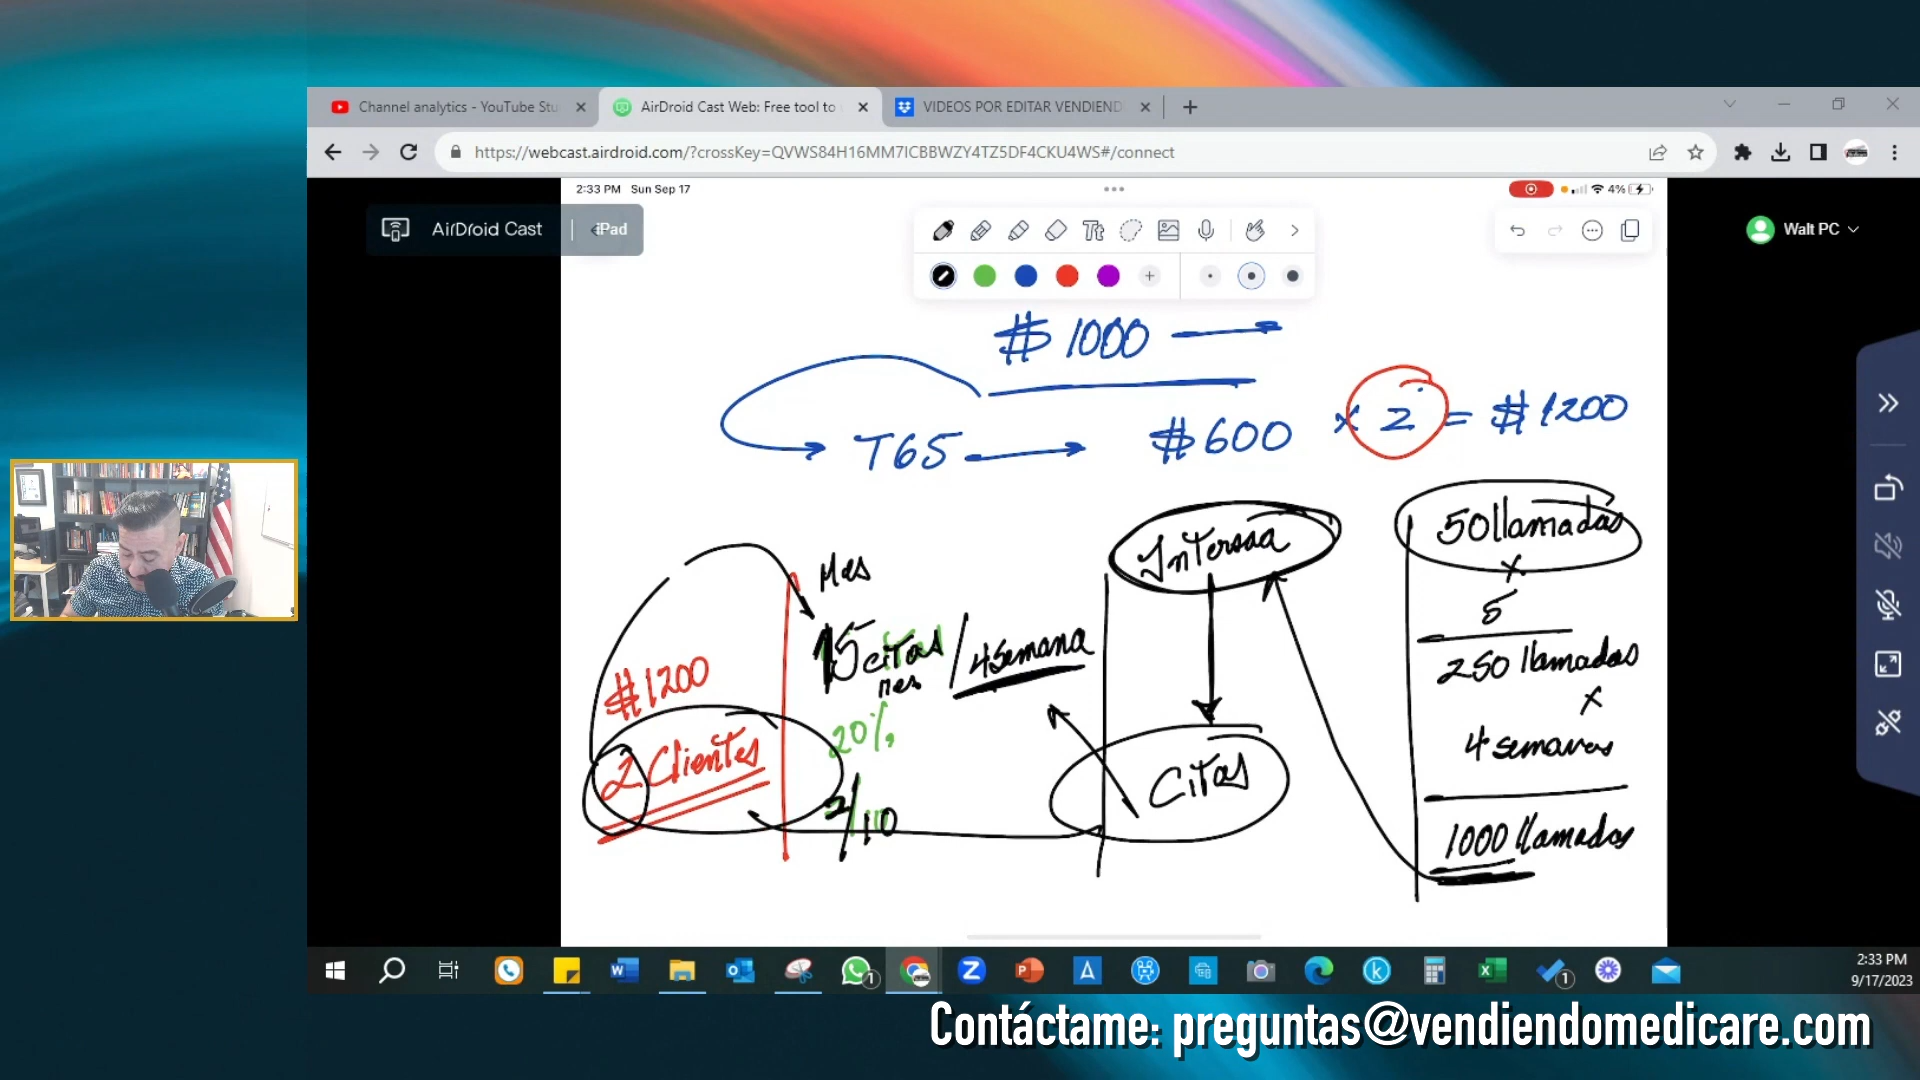 Channel analytics - YouTube Stu
AirDroid Cast Web: Free tool to
VIDEOS POR EDITAR VENDIEND
https://webcast.airdroid.com/?crossKey=QVWS84H16MM7ICBBWZY4TZ5DF4CKU4WS#/connect
2:33 PM Sun Sep 17
4%
AirDroid Cast
iPad
Tt
Walt PC
$1000
T65
$600
x 2 = $1200
50 llamadas
x
5
250 llamadas
x
4 semanas
1000 llamadas
Citas
Mes
15 citas / 4 semana
mes
20%
2/10
$1200
2 Clientes
2:33 PM
9/17/2023
Contáctame: preguntas@vendiendomedicare.com